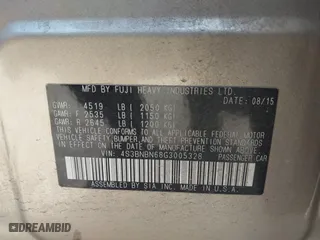 MFD BY FUJI HEAVY INDUSTRIES LTD. DATE: 08/15
GVWR: 4519 LB ( 2050 KG)
GAWR: F 2535 LB ( 1150 KG)
GAWR: R 2645 LB ( 1200 KG)
THIS VEHICLE CONFORMS TO ALL APPLICABLE FEDERAL MOTOR
VEHICLE SAFETY, BUMPER, AND THEFT PREVENTION STANDARDS
IN EFFECT ON THE DATE OF MANUFACTURE SHOWN ABOVE.
VIN: 4S3BNBN68G3005328 PASSENGER CAR
ASSEMBLED BY SIA, INC. MADE IN U.S.A.
BIDFAX.INFO